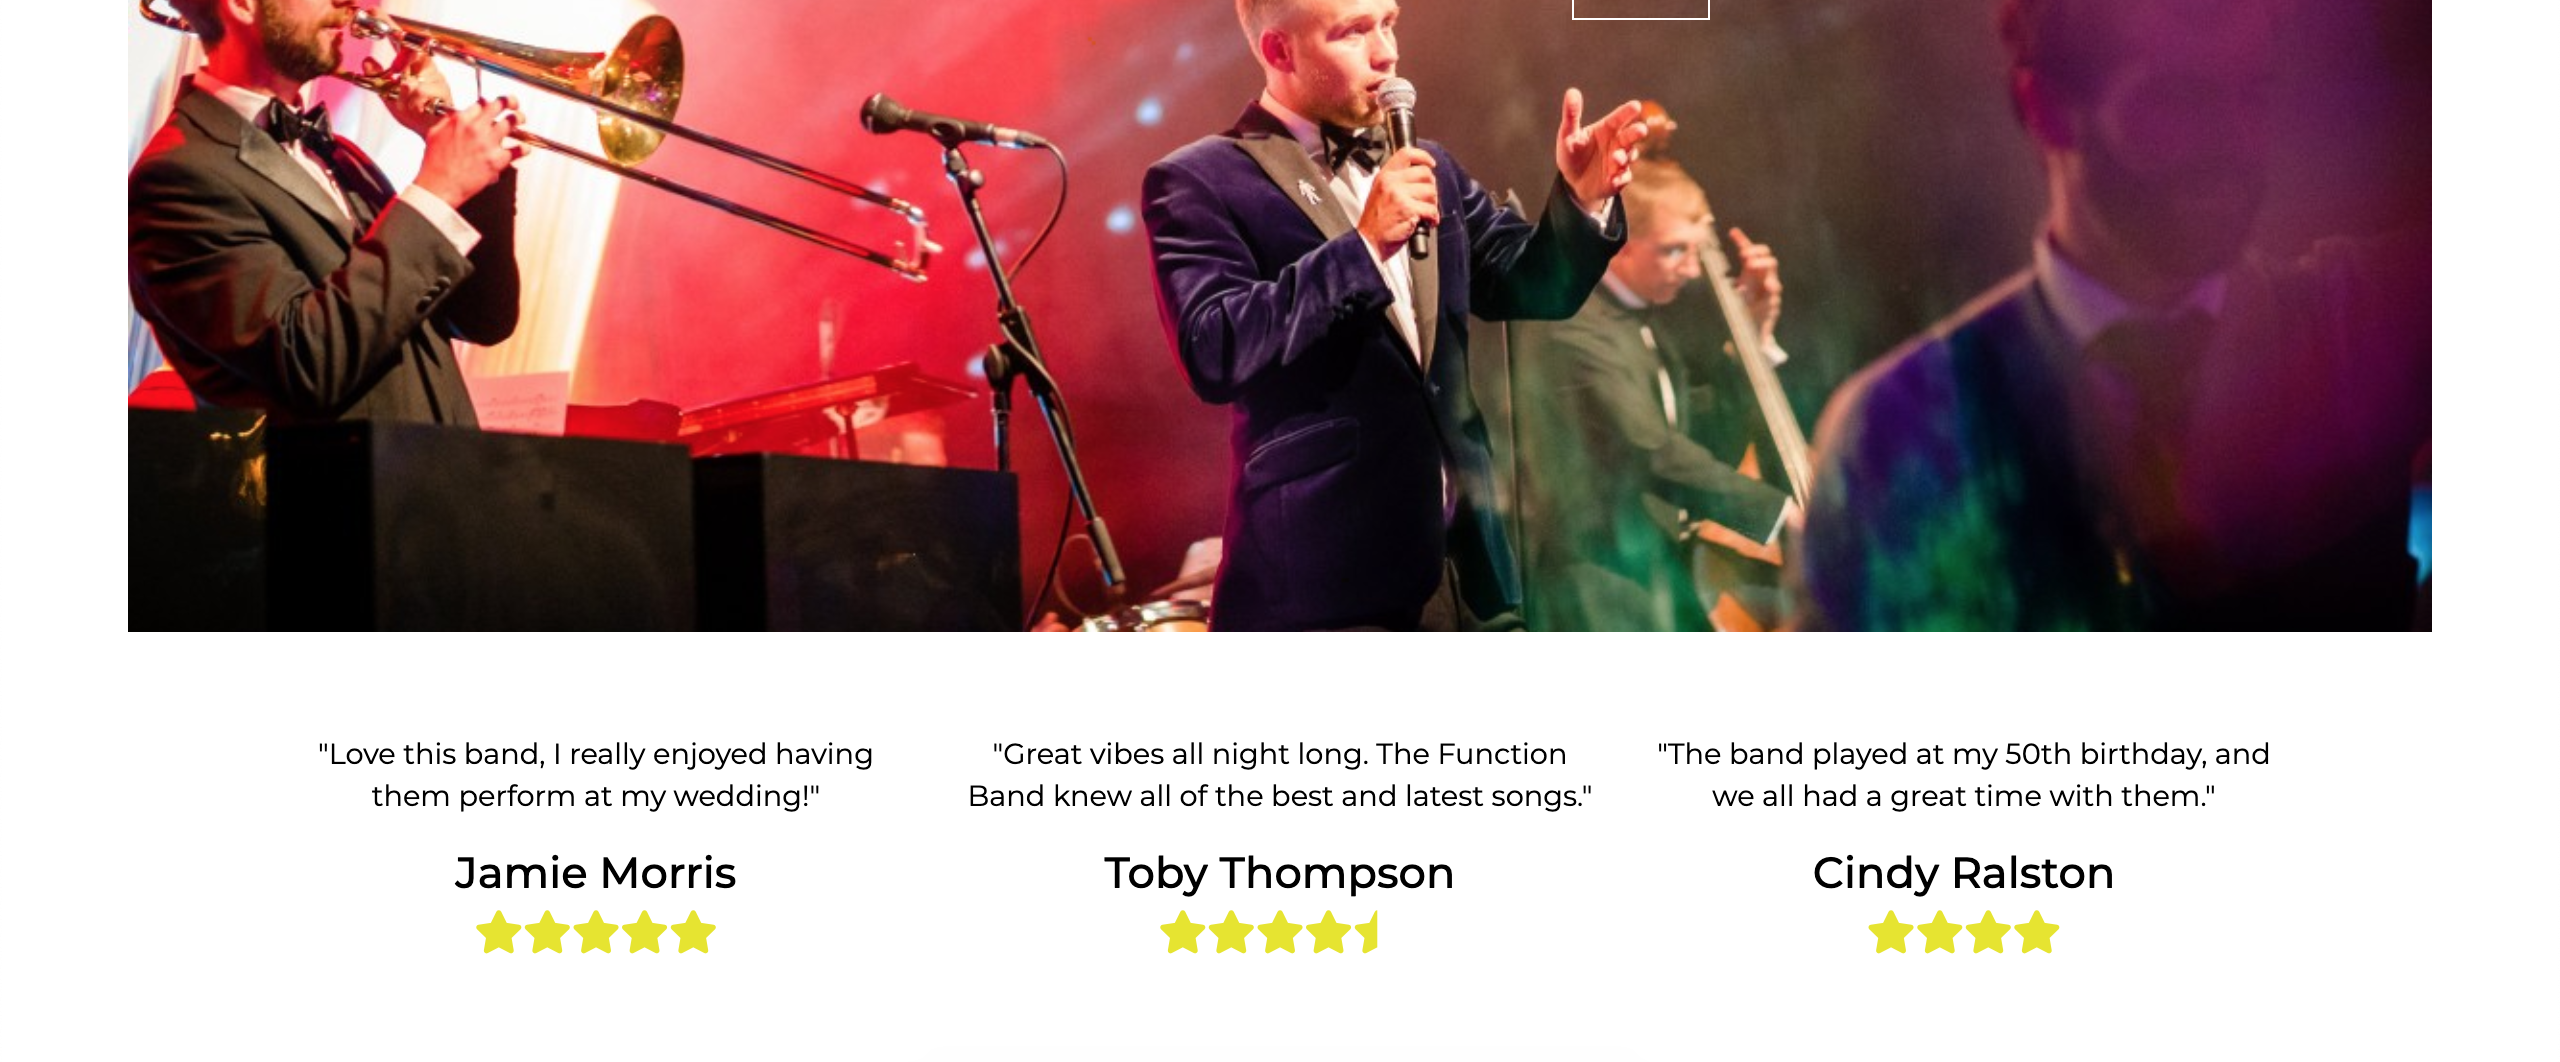 "Love this band, I really enjoyed having
them perform at my wedding!"
Jamie Morris
"Great vibes all night long. The Function
Band knew all of the best and latest songs."
Toby Thompson
"The band played at my 50th birthday, and
we all had a great time with them."
Cindy Ralston